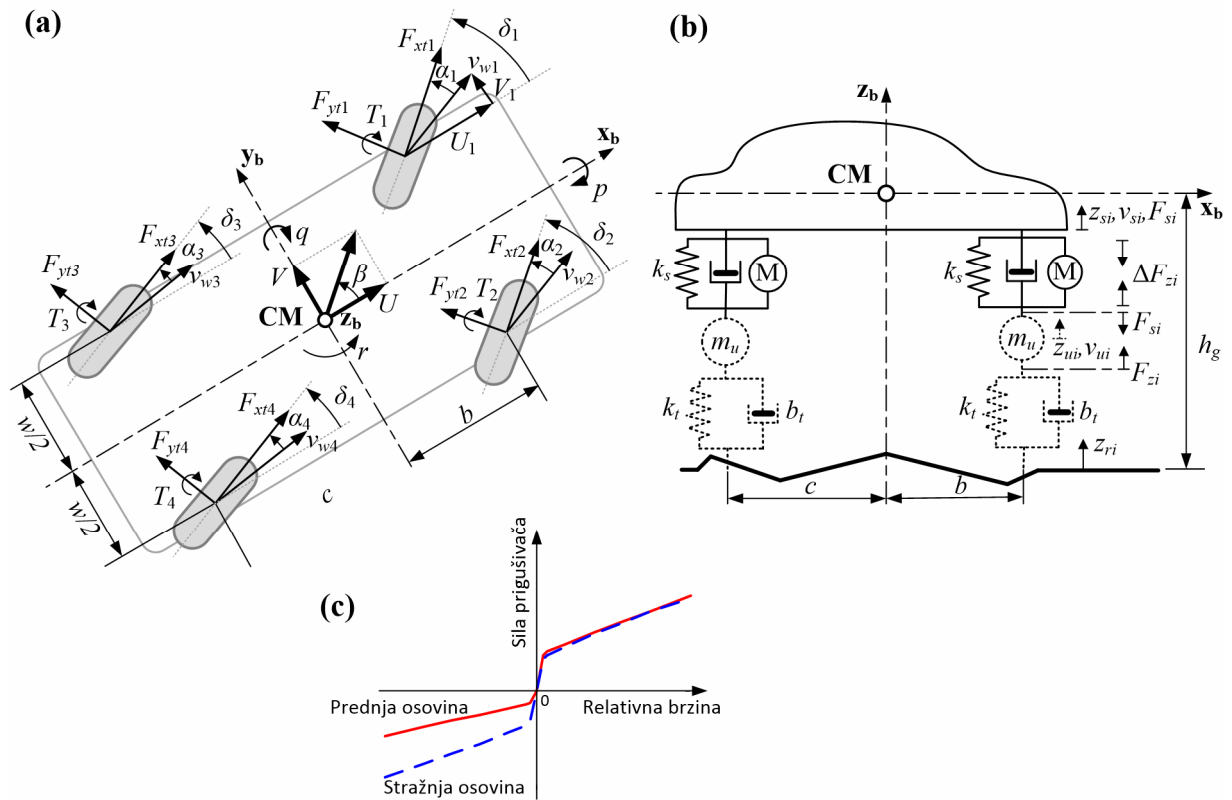 (a)
F_xt1
δ_1
α_1
v_w1
V_1
F_yt1
T_1
U_1
x_b
p
y_b
q
F_xt3
δ_3
α_3
v_w3
F_yt3
T_3
V
β
U
CM
z_b
r
F_xt2
δ_2
α_2
v_w2
F_yt2
T_2
w/2
w/2
F_xt4
δ_4
α_4
v_w4
F_yt4
T_4
b
c
(b)
z_b
CM
x_b
z_si, v_si, F_si
k_s
M
k_s
M
ΔF_zi
F_si
m_u
m_u
z_ui, v_ui
F_zi
h_g
k_t
b_t
k_t
b_t
z_ri
c
b
(c)
Sila prigušivača
0
Prednja osovina
Relativna brzina
Stražnja osovina